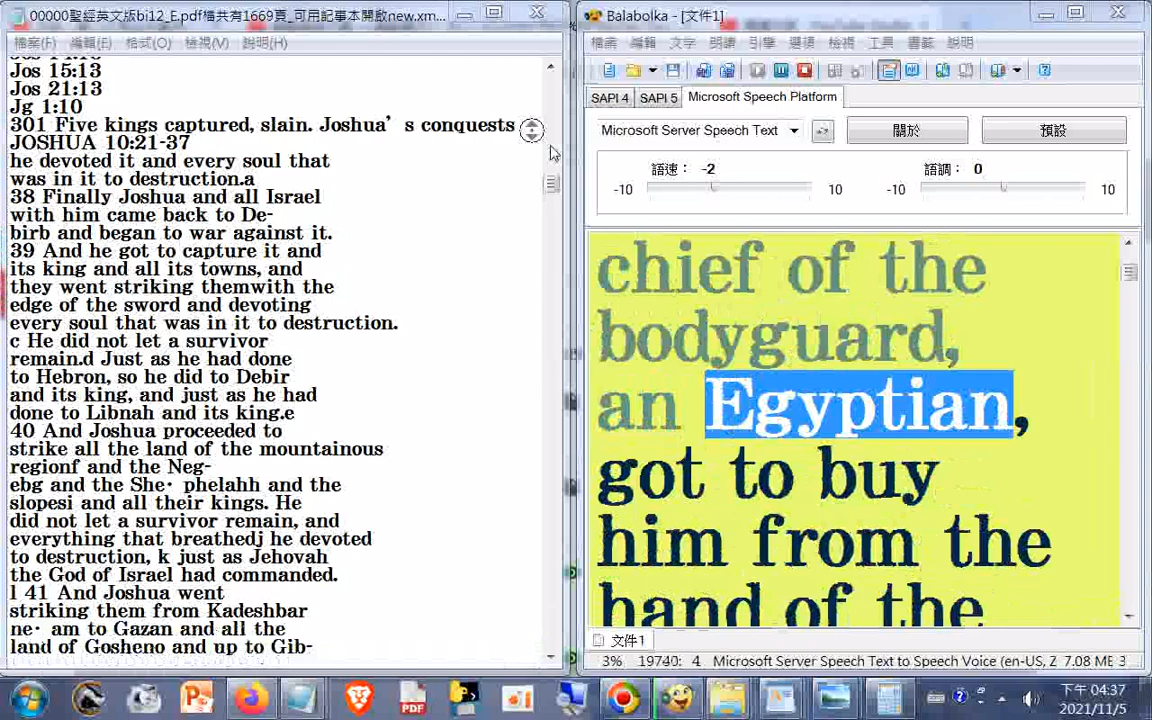 00000聖經英文版bi12_E.pdf檔共有1669頁_可用記事本開啟new.xm...
檔案(F) 編輯(E) 格式(O) 檢視(V) 說明(H)
Jos 15:13
Jos 21:13
Jg 1:10
301 Five kings captured, slain. Joshua’s conquests
JOSHUA 10:21-37
he devoted it and every soul that
was in it to destruction.a
38 Finally Joshua and all Israel
with him came back to De-
birb and began to war against it.
39 And he got to capture it and
its king and all its towns, and
they went striking themwith the
edge of the sword and devoting
every soul that was in it to destruction.
c He did not let a survivor
remain.d Just as he had done
to Hebron, so he did to Debir
and its king, and just as he had
done to Libnah and its king.e
40 And Joshua proceeded to
strike all the land of the mountainous
regionf and the Neg-
ebg and the She· phelahh and the
slopesi and all their kings. He
did not let a survivor remain, and
everything that breathedj he devoted
to destruction, k just as Jehovah
the God of Israel had commanded.
l 41 And Joshua went
striking them from Kadeshbar
ne· am to Gazan and all the
land of Gosheno and up to Gib-
Balabolka - [文件1]
檔案 編輯 文字 朗讀 引擎 選項 檢視 工具 書籤 說明
SAPI 4 SAPI 5 Microsoft Speech Platform
Microsoft Server Speech Text 關於 預設
語速： -2 語調： 0
-10 10 -10 10
chief of the
bodyguard,
an Egyptian,
got to buy
him from the
hand of the
文件1
3% 19740: 4 Microsoft Server Speech Text to Speech Voice (en-US, Z 7.08 MB 3
PDF
下午 04:37
2021/11/5